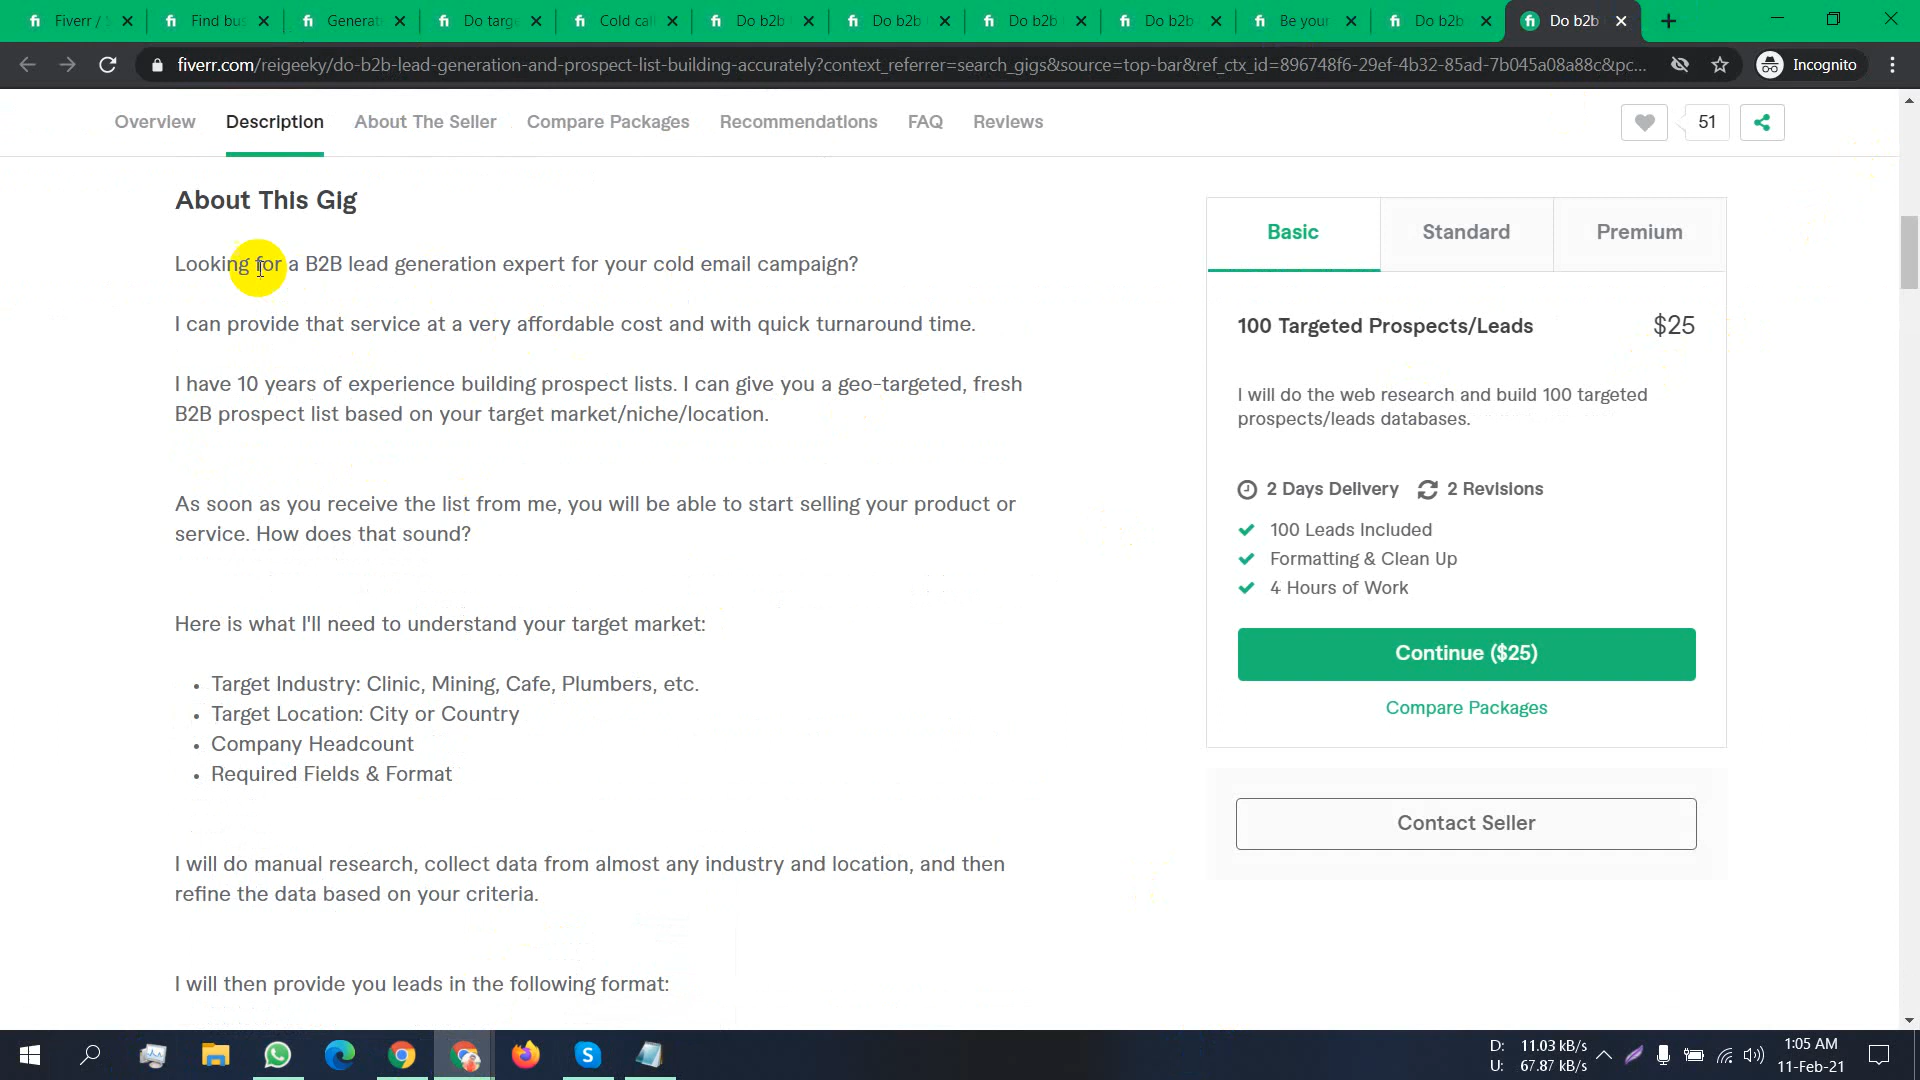 Fiverr /
Find bus
Generat
Do targe
Cold cal
Do b2b
Do b2b
Do b2b
Do b2b
Be your
Do b2b
Do b2b
fiverr.com/reigeeky/do-b2b-lead-generation-and-prospect-list-building-accurately?context_referrer=search_gigs&source=top-bar&ref_ctx_id=896748f6-29ef-4b32-85ad-7b045a08a88c&pc...
Incognito
Overview Description About The Seller Compare Packages Recommendations FAQ Reviews
51
About This Gig
Looking for a B2B lead generation expert for your cold email campaign?
I can provide that service at a very affordable cost and with quick turnaround time.
I have 10 years of experience building prospect lists. I can give you a geo-targeted, fresh
B2B prospect list based on your target market/niche/location.
As soon as you receive the list from me, you will be able to start selling your product or
service. How does that sound?
Here is what I'll need to understand your target market:
• Target Industry: Clinic, Mining, Cafe, Plumbers, etc.
• Target Location: City or Country
• Company Headcount
• Required Fields & Format
I will do manual research, collect data from almost any industry and location, and then
refine the data based on your criteria.
I will then provide you leads in the following format:
Basic Standard Premium
100 Targeted Prospects/Leads $25
I will do the web research and build 100 targeted
prospects/leads databases.
2 Days Delivery 2 Revisions
100 Leads Included
Formatting & Clean Up
4 Hours of Work
Continue ($25)
Compare Packages
Contact Seller
D: 11.03 kB/s
U: 67.87 kB/s
1:05 AM
11-Feb-21